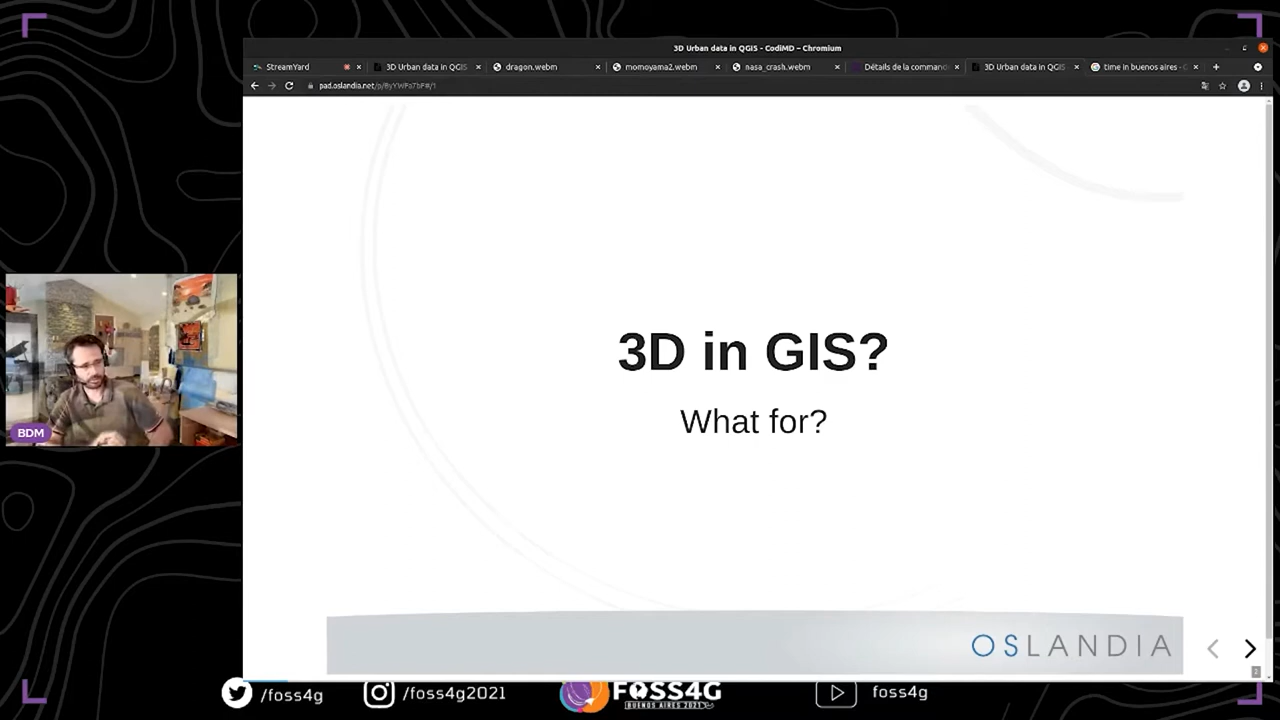 3D Urban data in QGIS - CodiMD - Chromium
StreamYard
3D Urban data in QGIS
dragon.webm
momoyama2.webm
nasa_crash.webm
Détails de la command
3D Urban data in QGIS
time in buenos aires - G
3D in GIS?
What for?
OSLANDIA
BDM
/foss4g
/foss4g2021
FOSS4G
BUENOS AIRES 2021
foss4g